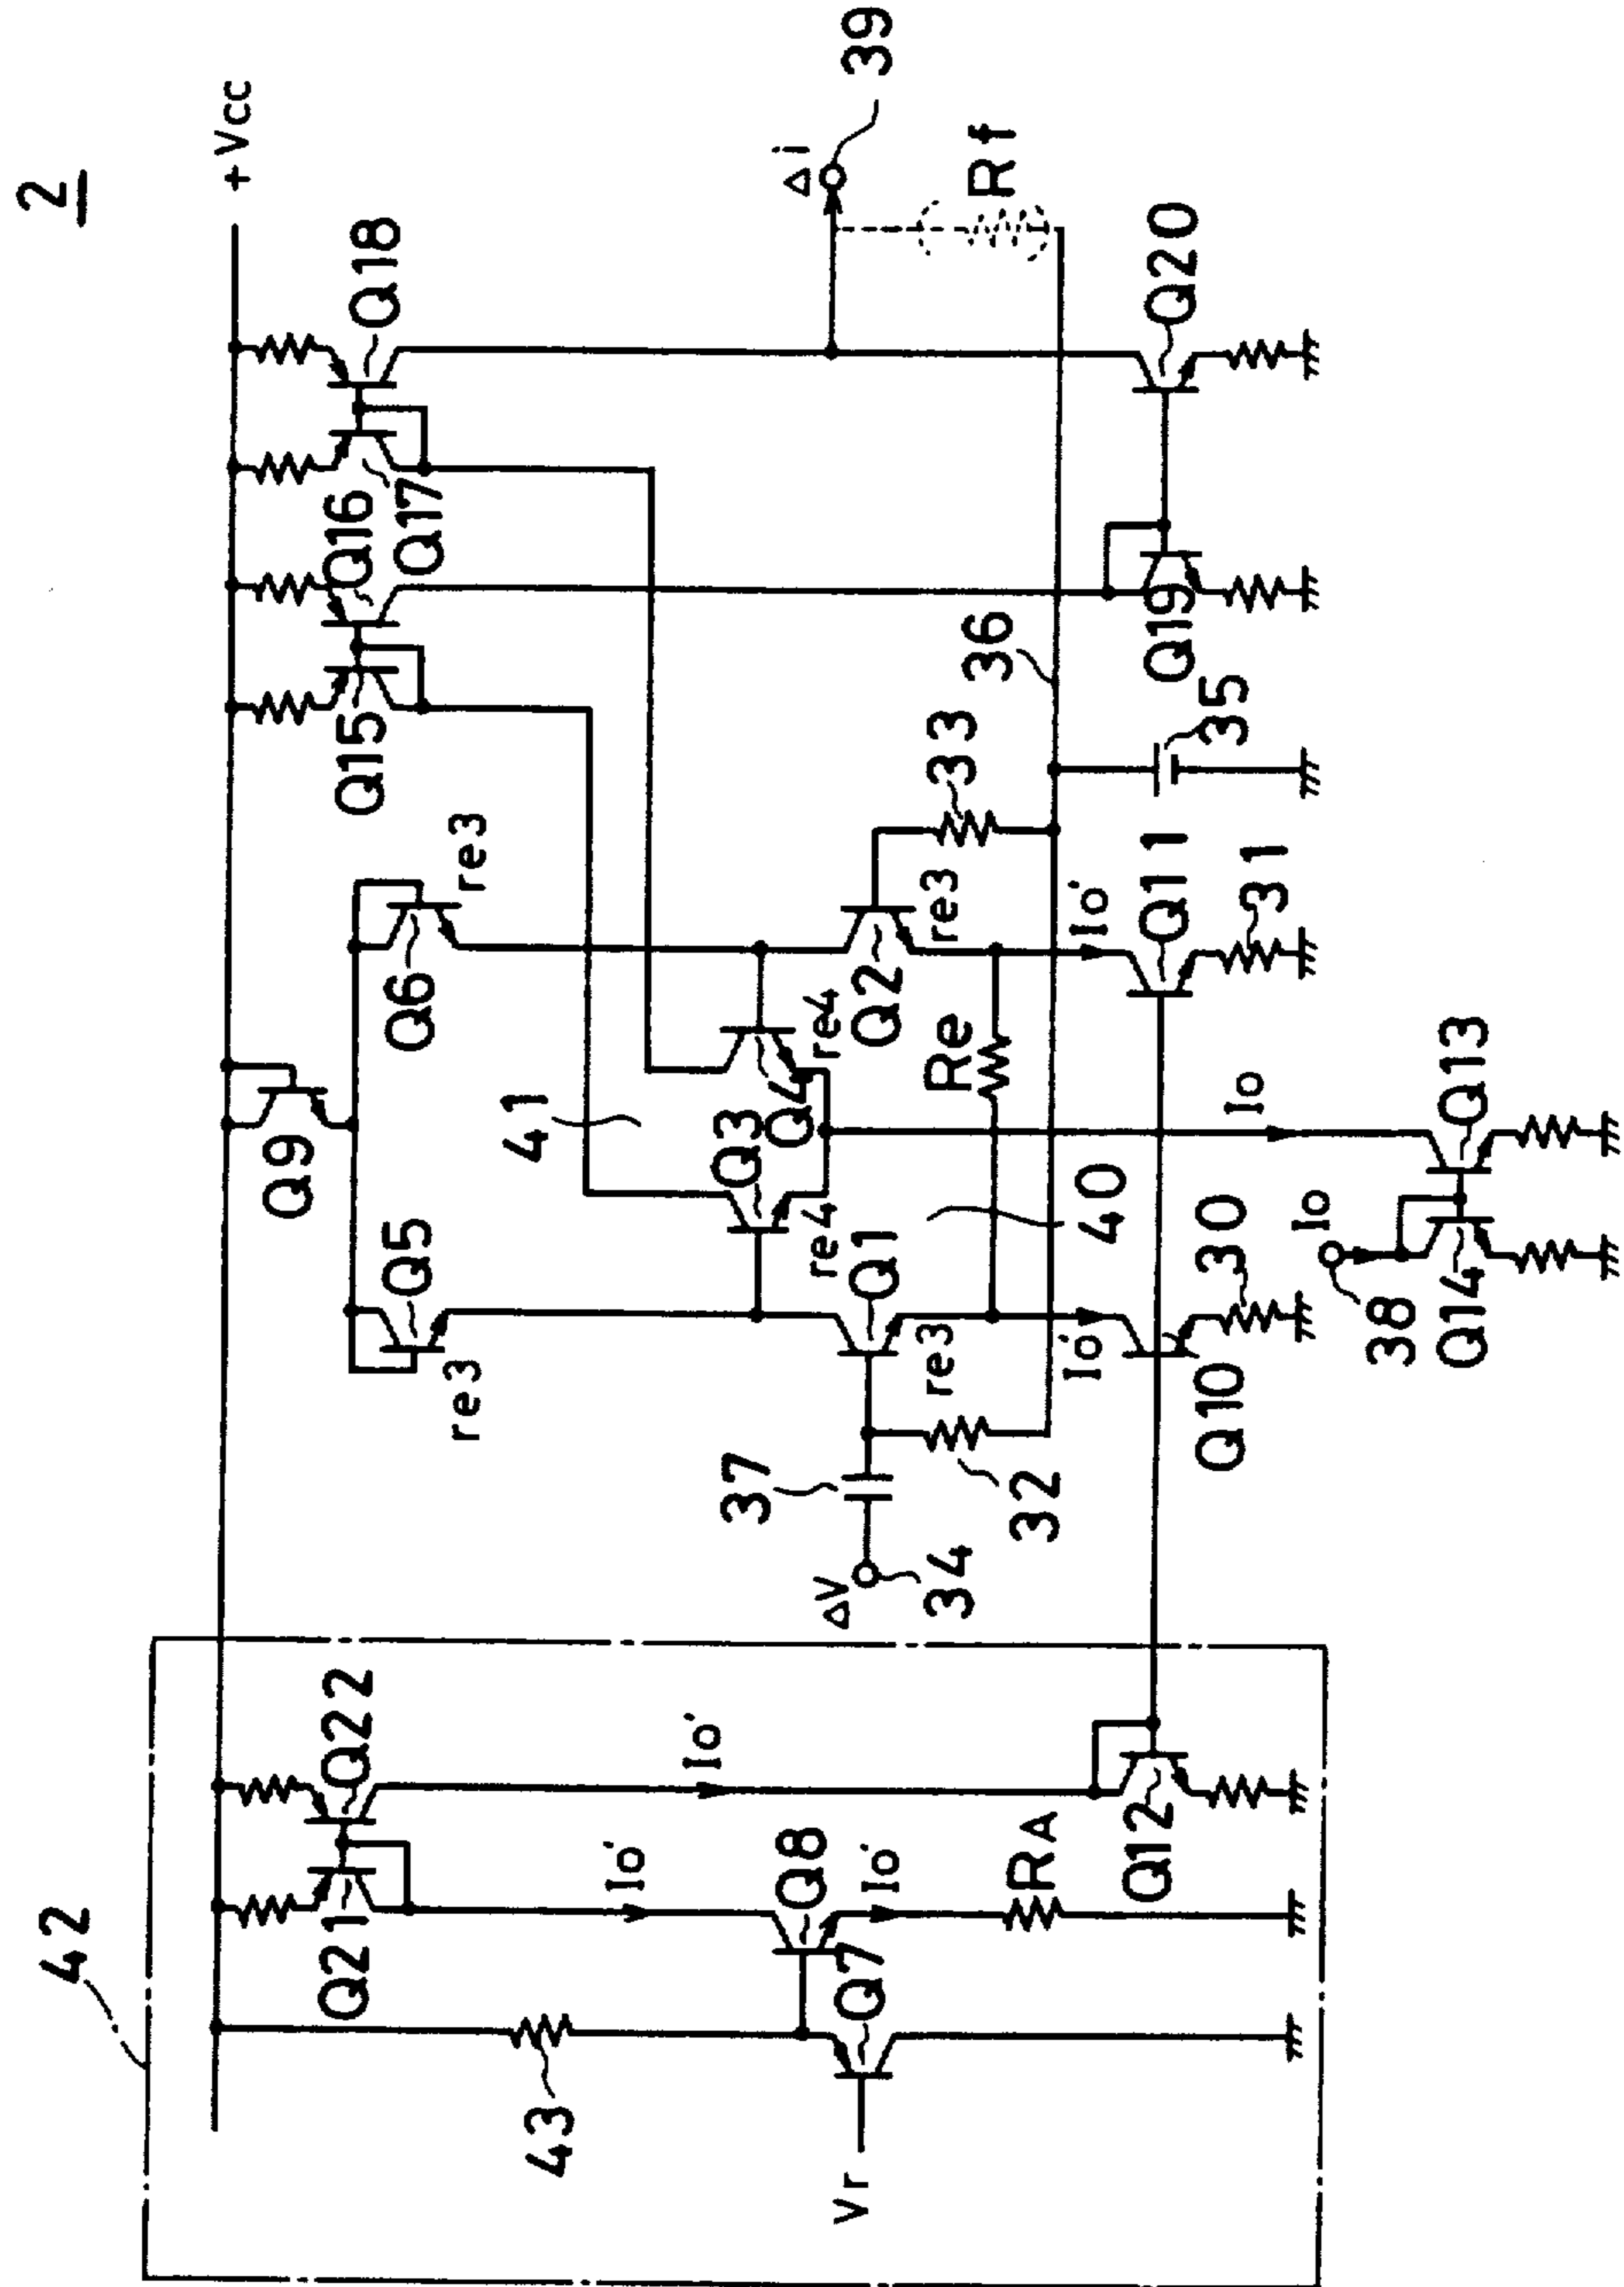 2
+Vcc
42
Q21
Q22
Q9
Q5
Q6
re3
re3
Q15
Q16
Q17
Q18
43
Io'
Io'
41
Vr
Q7
Q8
Io'
ΔV
34
37
Q3
re4
Q4
re4
Q1
re3
Q2
re3
33
Δi
39
Rf
RA
32
40
Re
36
Q12
Io'
Q10
30
Io'
Q11
31
35
Q19
Q20
38
Io
Q14
Io
Q13